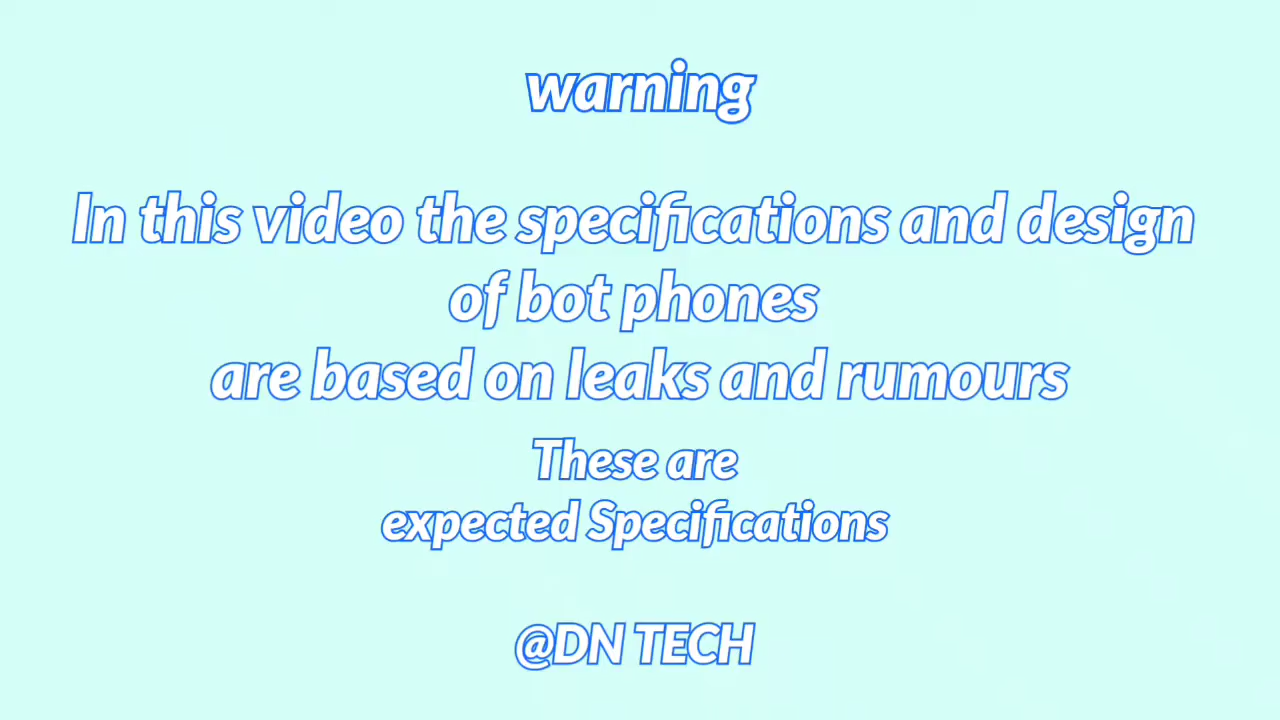 warning
In this video the specifications and design
of bot phones
are based on leaks and rumours
These are
expected Specifications
@DN TECH